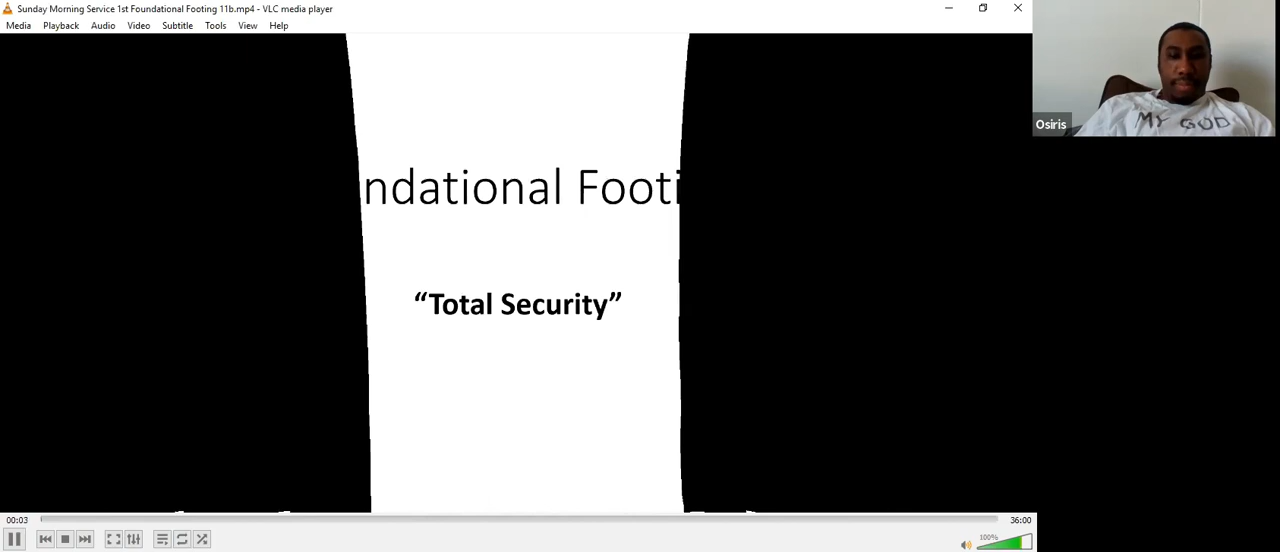 Sunday Morning Service 1st Foundational Footing 11b.mp4 - VLC media player
Media Playback Audio Video Subtitle Tools View Help
ndational Footi
“Total Security”
Osiris
MY GOD
00:03
36:00
100%